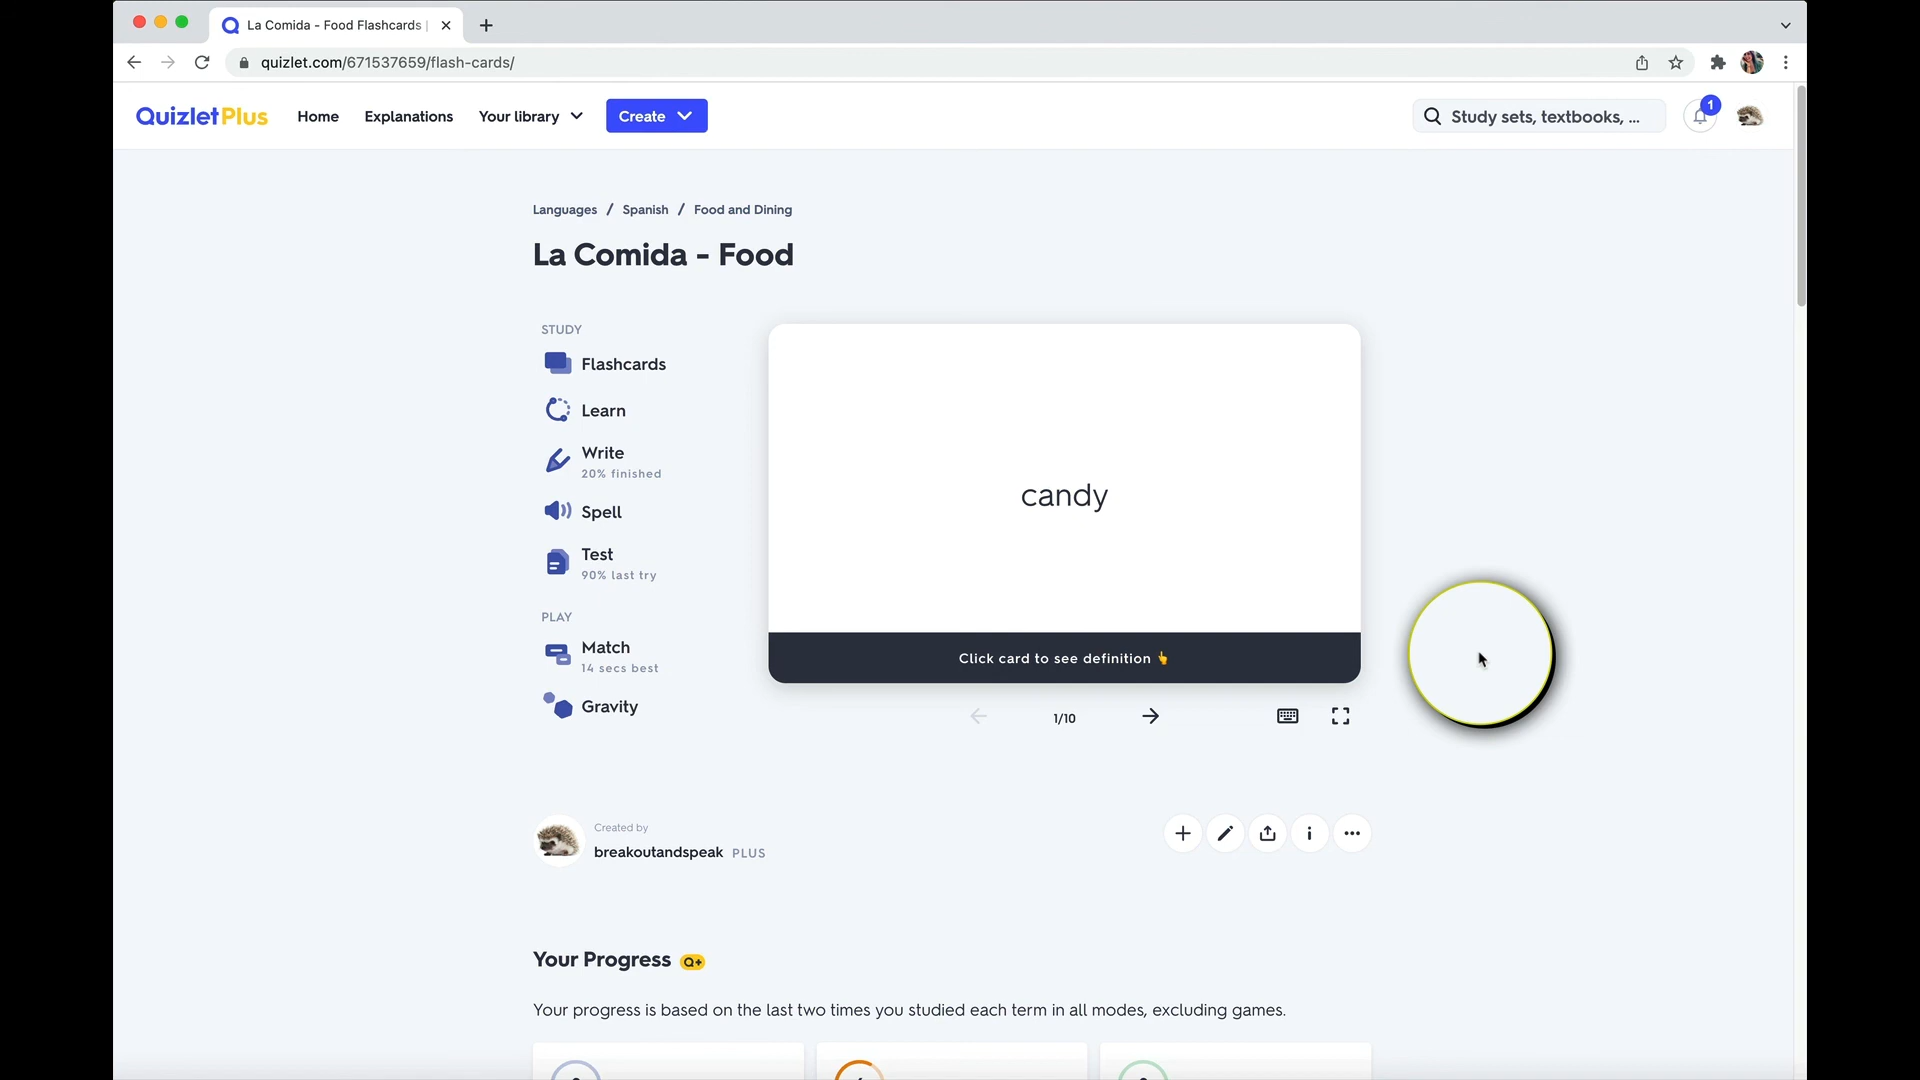 La Comida - Food Flashcards |
quizlet.com/671537659/flash-cards/
QuizletPlus Home Explanations Your library Create Study sets, textbooks, ... 1
Languages / Spanish / Food and Dining
La Comida - Food
STUDY
Flashcards
Learn
Write
20% finished
Spell
Test
90% last try
PLAY
Match
14 secs best
Gravity
candy
Click card to see definition 👆
1/10
Created by
breakoutandspeak PLUS
Your Progress Q+
Your progress is based on the last two times you studied each term in all modes, excluding games.